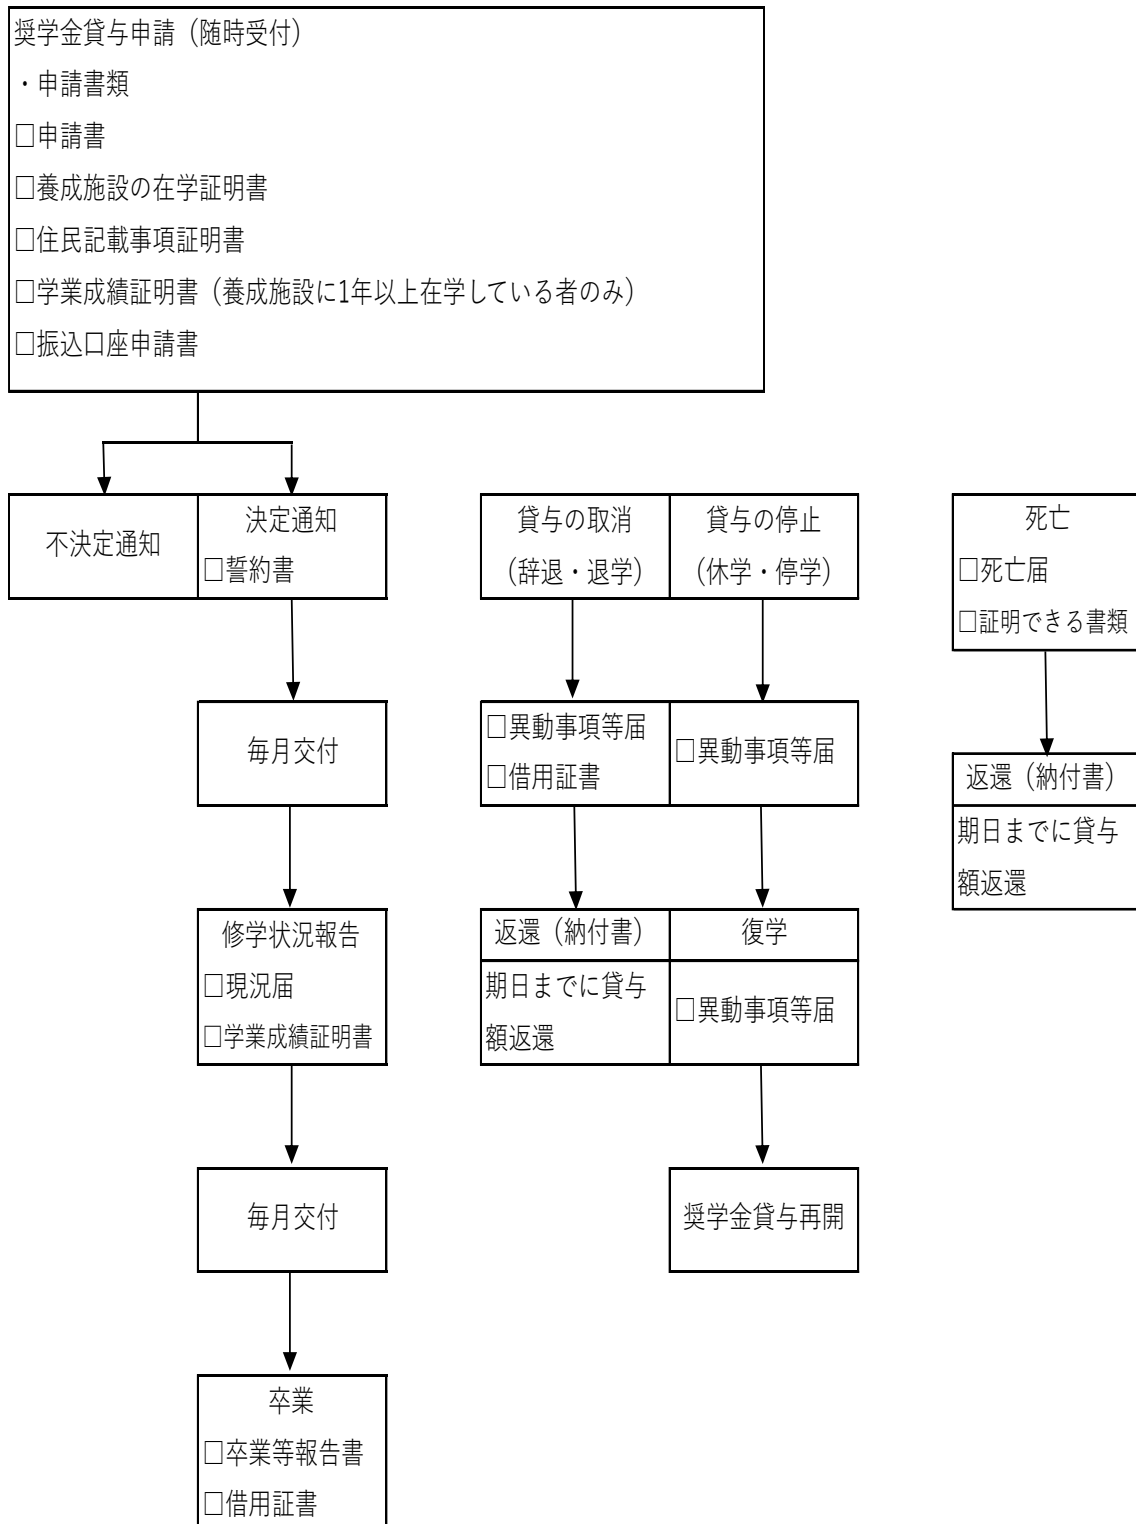 奨学金貸与申請（随時受付）
・申請書類
□申請書
□養成施設の在学証明書
□住民記載事項証明書
□学業成績証明書（養成施設に1年以上在学している者のみ）
□振込口座申請書
不決定通知
決定通知
□誓約書
毎月交付
修学状況報告
□現況届
□学業成績証明書
毎月交付
卒業
□卒業等報告書
□借用証書
貸与の取消
（辞退・退学）
□異動事項等届
□借用証書
返還（納付書）
期日までに貸与
額返還
貸与の停止
（休学・停学）
□異動事項等届
復学
□異動事項等届
奨学金貸与再開
死亡
□死亡届
□証明できる書類
返還（納付書）
期日までに貸与
額返還